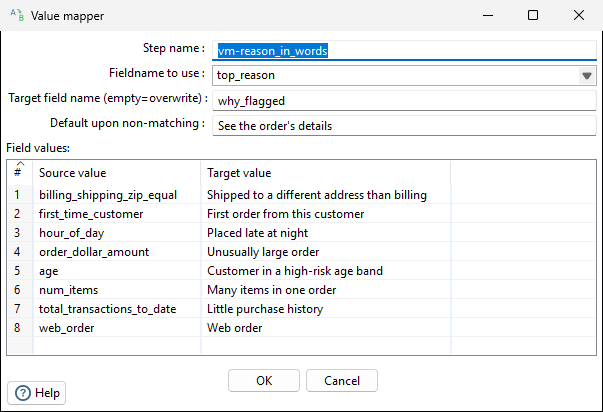 Value mapper
Step name :
vm-reason_in_words
Fieldname to use :
top_reason
Target field name (empty=overwrite) :
why_flagged
Default upon non-matching :
See the order's details
Field values:
# Source value Target value
1 billing_shipping_zip_equal Shipped to a different address than billing
2 first_time_customer First order from this customer
3 hour_of_day Placed late at night
4 order_dollar_amount Unusually large order
5 age Customer in a high-risk age band
6 num_items Many items in one order
7 total_transactions_to_date Little purchase history
8 web_order Web order
OK Cancel
? Help